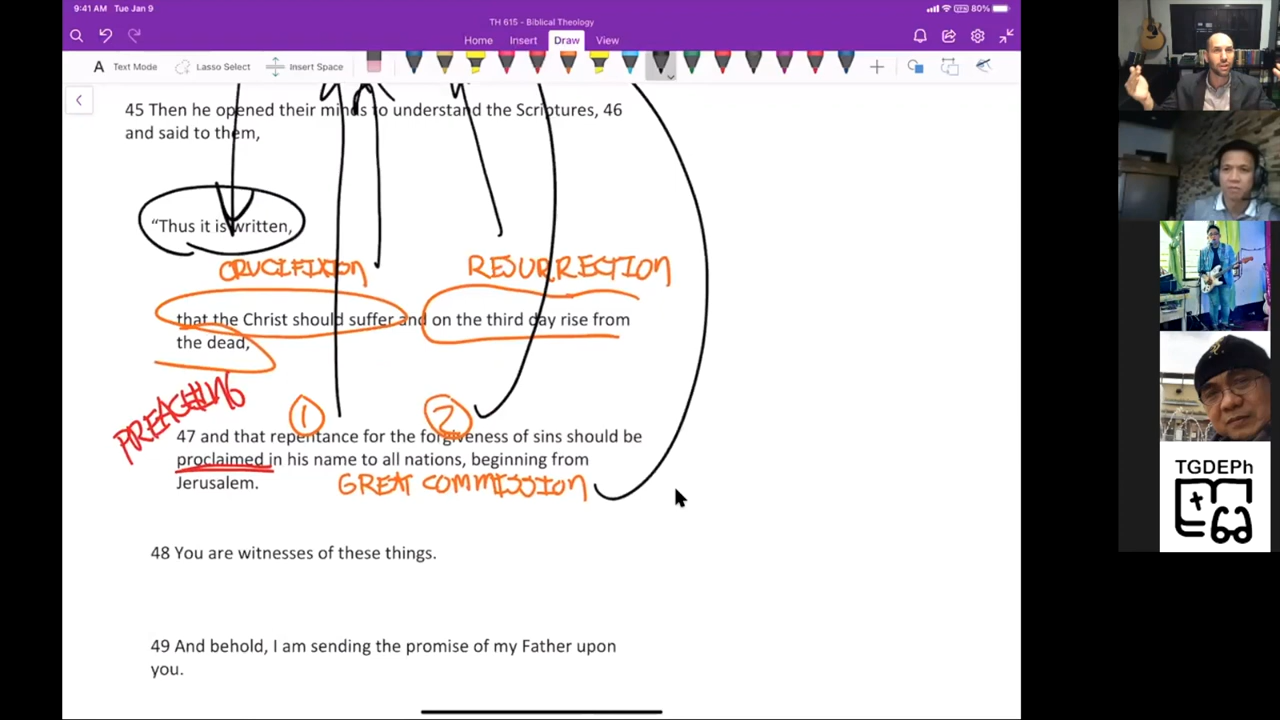 9:41 AM Tue Jan 9
80%
TH 615 - Biblical Theology
Home Insert Draw View
Text Mode Lasso Select Insert Space
45 Then he opened their minds to understand the Scriptures, 46
and said to them,
“Thus it is written,
CRUCIFIXION RESURRECTION
that the Christ should suffer and on the third day rise from
the dead,
PREACHING
1 2
47 and that repentance for the forgiveness of sins should be
proclaimed in his name to all nations, beginning from
Jerusalem.
GREAT COMMISSION
48 You are witnesses of these things.
49 And behold, I am sending the promise of my Father upon
you.
TGDEPh